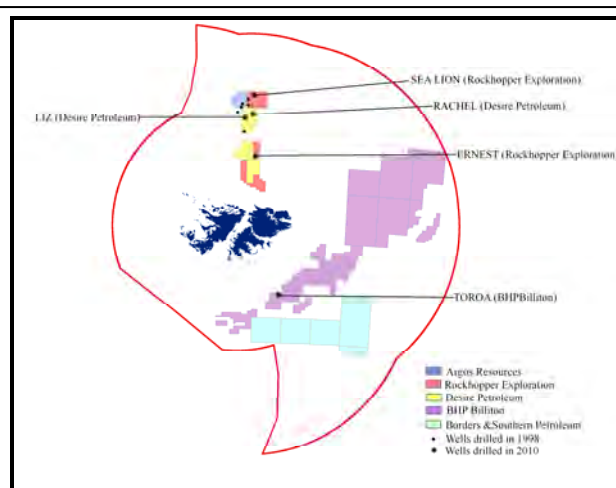 SEA LION (Rockhopper Exploration)
RACHEL (Desire Petroleum)
LIZ (Desire Petroleum)
ERNEST (Rockhopper Exploration
TOROA (BHPBilliton)
Argos Resources
Rockhopper Exploration
Desire Petroleum
BHP Billiton
Borders &Southern Petroleum
Wells drilled in 1998
Wells drilled in 2010